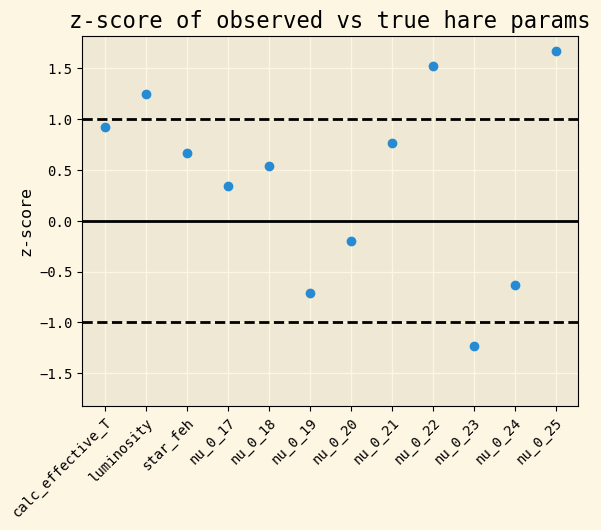 z-score of observed vs true hare params
z-score
1.5
1.0
0.5
0.0
−0.5
−1.0
−1.5
calc_effective_T
luminosity
star_feh
nu_0_17
nu_0_18
nu_0_19
nu_0_20
nu_0_21
nu_0_22
nu_0_23
nu_0_24
nu_0_25